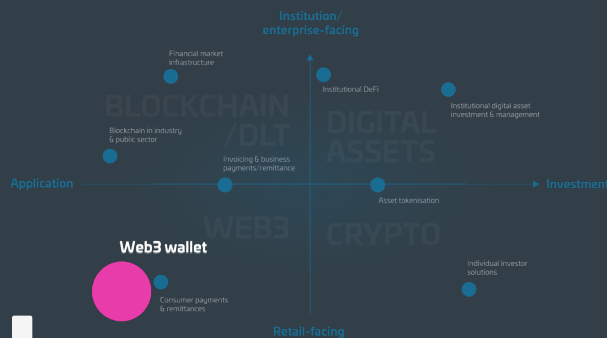 Institution/
enterprise-facing
Financial market
infrastructure
Institutional DeFi
Institutional digital asset
investment & management
BLOCKCHAIN
/DLT
DIGITAL
ASSETS
Blockchain in industry
& public sector
Invoicing & business
payments/remittance
Application
Investment
Asset tokenisation
WEB3
CRYPTO
Web3 wallet
Individual investor
solutions
Consumer payments
& remittances
Retail-facing